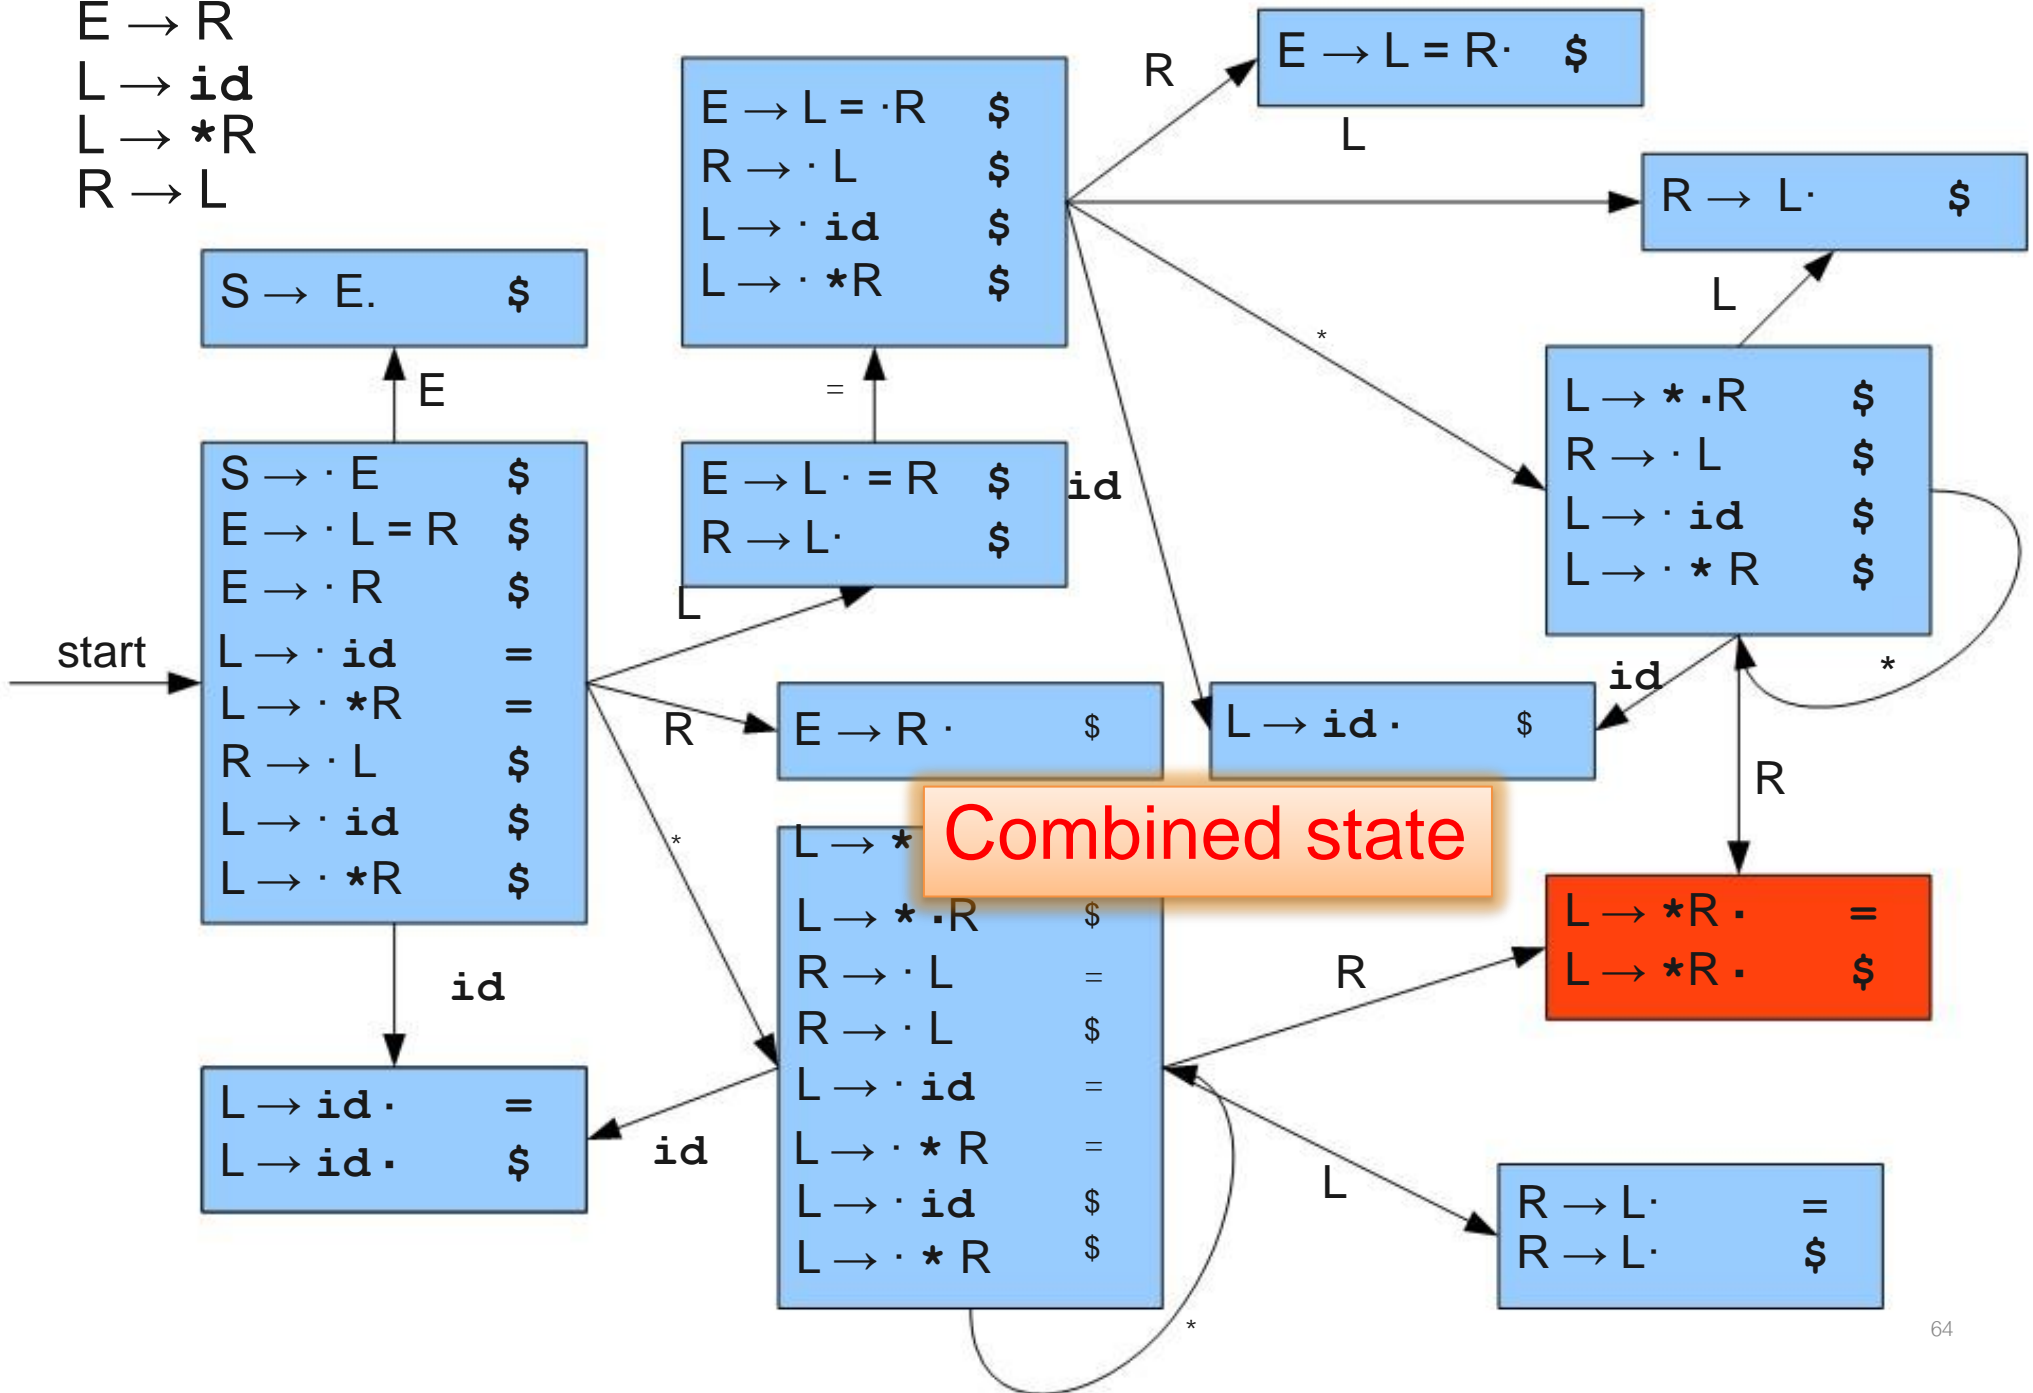 E → R
L → id
L → *R
R → L
S → E. $
E
S → · E $
E → · L = R $
E → · R $
L → · id =
L → · *R =
R → · L $
L → · id $
L → · *R $
start
id
L → id · =
L → id · $
E → L = ·R $
R → · L $
L → · id $
L → · *R $
=
E → L · = R $
R → L· $
L
R
*
id
id
E → R · $
Combined state
L → *
L → * ·R $
R → · L =
R → · L $
L → · id =
L → · * R =
L → · id $
L → · * R $
*
R
E → L = R· $
L
R → L· $
*
L
L → * ·R $
R → · L $
L → · id $
L → · * R $
*
id
L → id · $
R
L → *R · =
L → *R · $
R
L
R → L· =
R → L· $
64